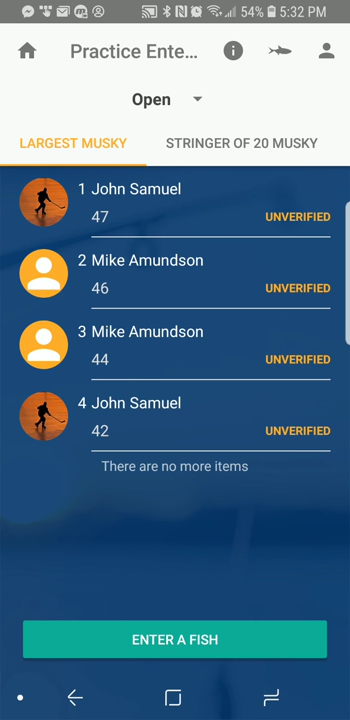 54% 5:32 PM
Practice Ente...
Open
LARGEST MUSKY STRINGER OF 20 MUSKY
1 John Samuel
47 UNVERIFIED
2 Mike Amundson
46 UNVERIFIED
3 Mike Amundson
44 UNVERIFIED
4 John Samuel
42 UNVERIFIED
There are no more items
ENTER A FISH